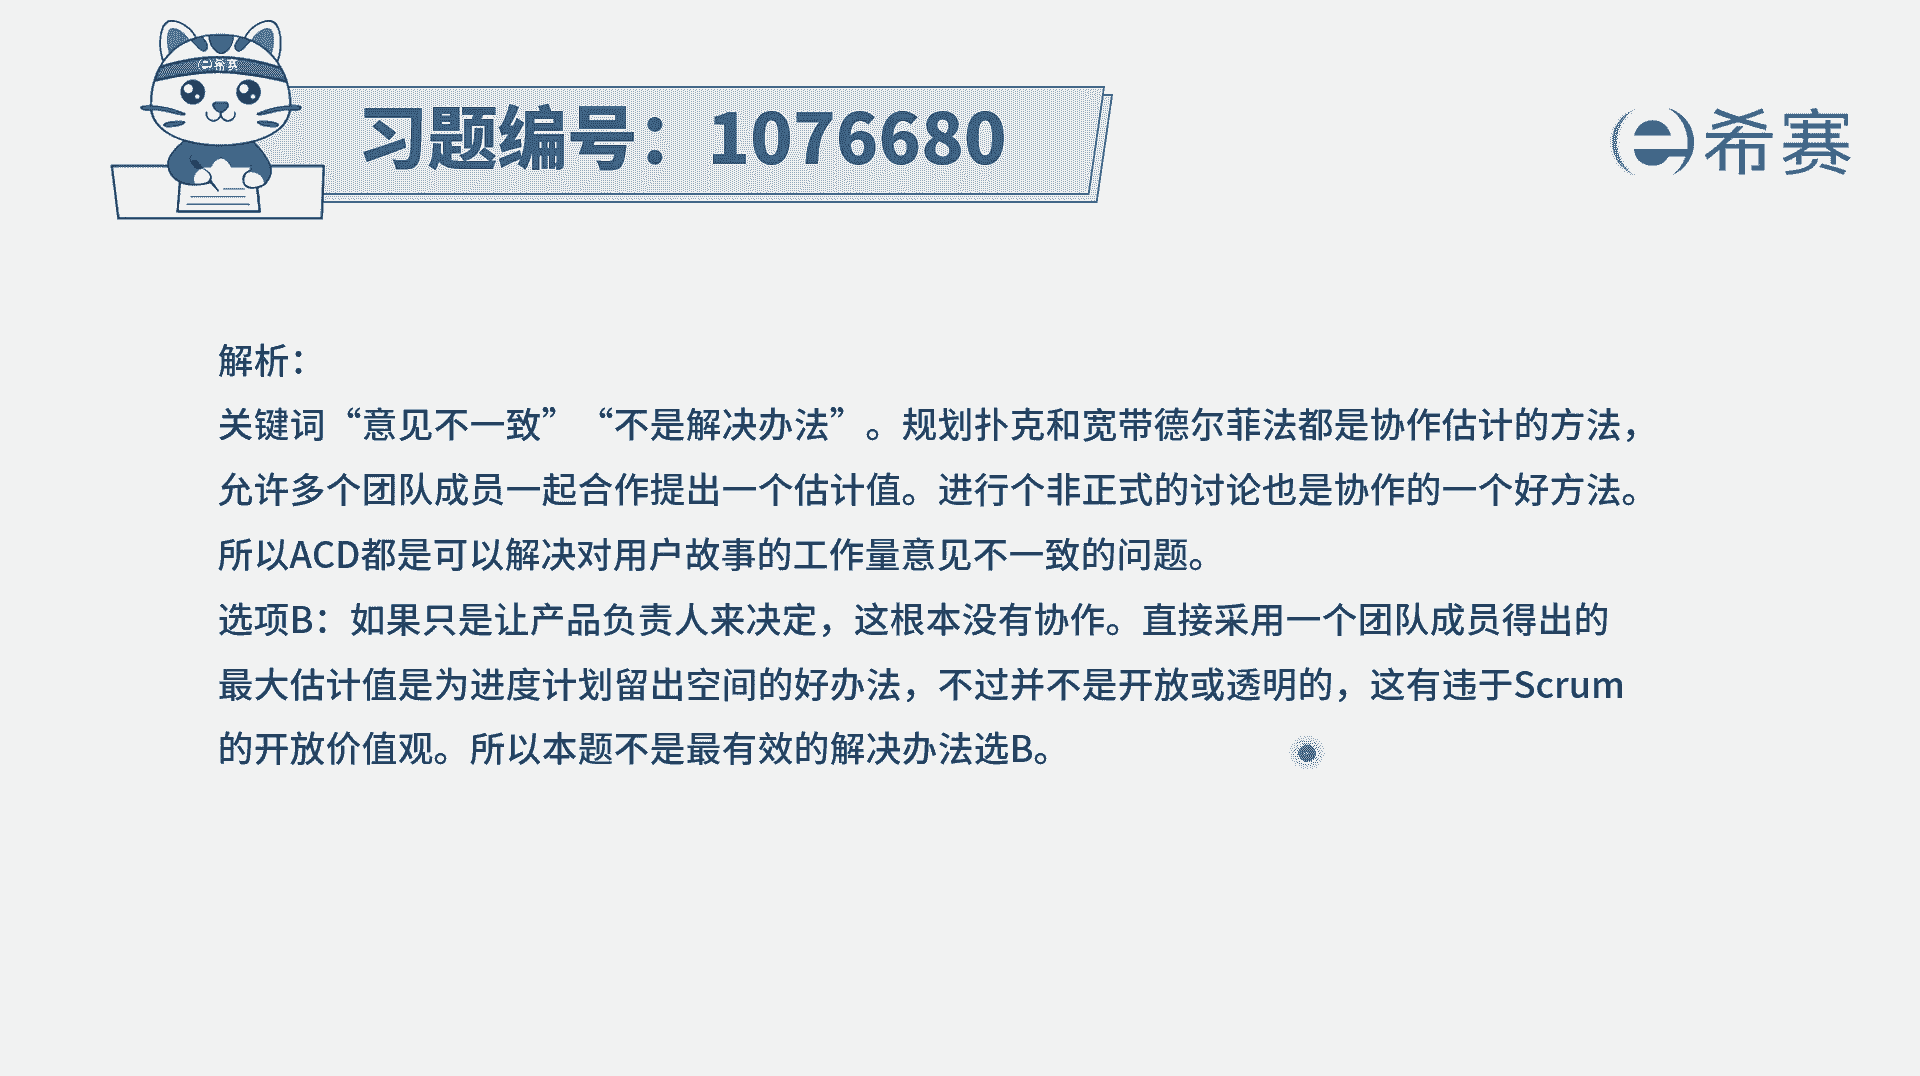 e希赛
习题编号：1076680
e希赛
解析：
关键词“意见不一致”“不是解决办法”。规划扑克和宽带德尔菲法都是协作估计的方法，
允许多个团队成员一起合作提出一个估计值。进行个非正式的讨论也是协作的一个好方法。
所以ACD都是可以解决对用户故事的工作量意见不一致的问题。
选项B：如果只是让产品负责人来决定，这根本没有协作。直接采用一个团队成员得出的
最大估计值是为进度计划留出空间的好办法，不过并不是开放或透明的，这有违于Scrum
的开放价值观。所以本题不是最有效的解决办法选B。